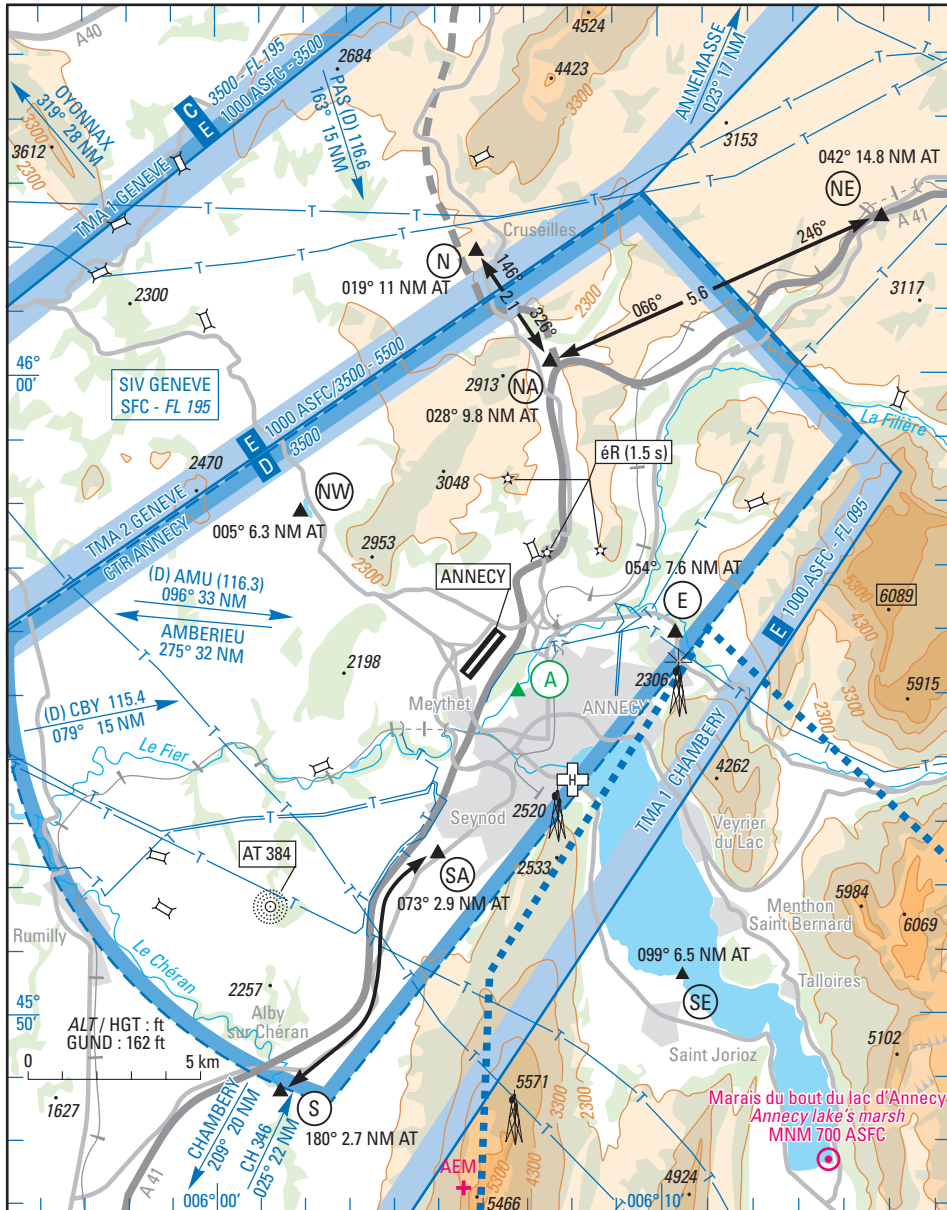 A 40
2684
4524
4423
3300
ANNEMASSE
023° 17 NM
OYONNAX
319° 28 NM
3300
2300
3612
C
E
3500 - FL 195
1000 ASFC - 3500
TMA 1 GENEVE
PAS (D) 116.6
163° 15 NM
3153
042° 14.8 NM AT
NE
A 41
Cruseilles
N
019° 11 NM AT
146°
2.1
326°
246°
066°
5.6
2300
3117
2300
46°
00'
SIV GENEVE
SFC - FL 195
E
D
1000 ASFC/3500 - 5500
3500
TMA 2 GENEVE
CTR ANNECY
2913
NA
028° 9.8 NM AT
La Filière
2470
NW
005° 6.3 NM AT
3048
éR (1.5 s)
2953
2300
ANNECY
054° 7.6 NM AT
E
E
1000 ASFC - FL 095
5300
4300
6089
(D) AMU (116.3)
096° 33 NM
AMBERIEU
275° 32 NM
2198
A
2306
ANNECY
3300
5915
2300
Meythet
(D) CBY 115.4
079° 15 NM
Le Fier
H
2520
TMA 1 CHAMBERY
4262
Veyrier
du Lac
Seynod
2533
AT 384
SA
073° 2.9 NM AT
5984
6069
Menthon
Saint Bernard
Rumilly
Le Chéran
099° 6.5 NM AT
SE
Talloires
2257
Alby
sur Chéran
45°
50'
ALT / HGT : ft
GUND : 162 ft
0
5 km
Saint Jorioz
5102
1627
CHAMBERY
209° 20 NM
CH 346
025° 22 NM
S
180° 2.7 NM AT
5571
3300
2300
Marais du bout du lac d'Annecy
Annecy lake's marsh
MNM 700 ASFC
AEM
5300
5466
4924
A 41
006° 00'
006° 10'